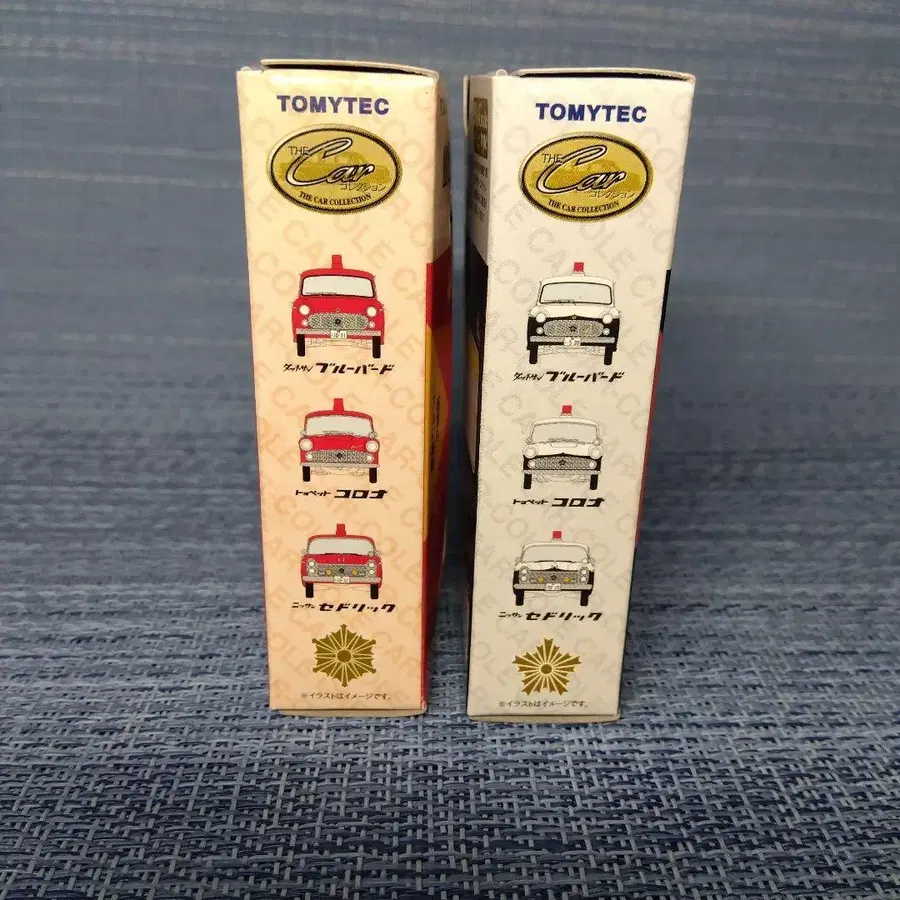 TOMYTEC
THE
Car
コレクション
THE CAR COLLECTION
ダットサン ブルーバード
トヨペット コロナ
ニッサン セドリック
※イラストはイメージです。
TOMYTEC
THE
Car
コレクション
THE CAR COLLECTION
ダットサン ブルーバード
トヨペット コロナ
ニッサン セドリック
※イラストはイメージです。